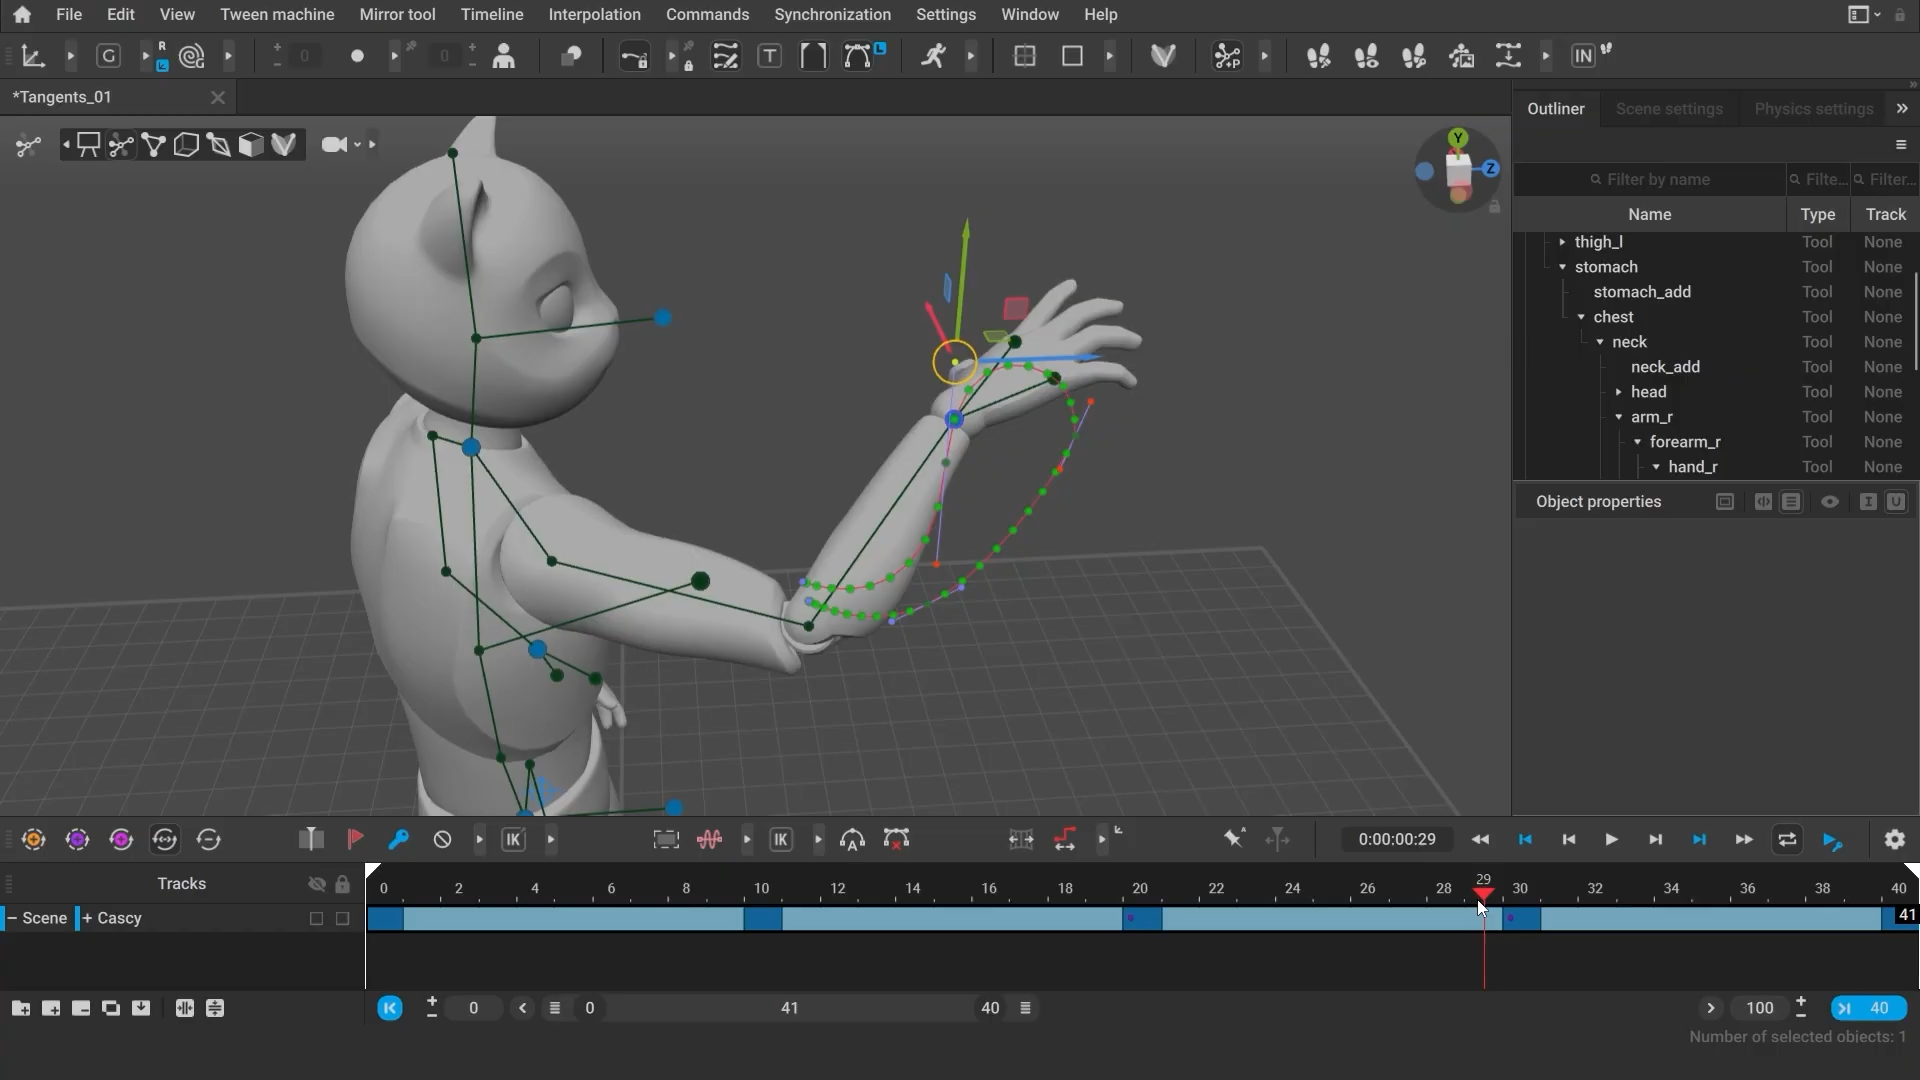 File Edit View Tween machine Mirror tool Timeline Interpolation Commands Synchronization Settings Window Help
G R 0 0 T L P IN
*Tangents_01
Outliner Scene settings Physics settings
Y
Z
Filter by name Filte... Filter...
Name Type Track
thigh_l Tool None
stomach Tool None
stomach_add Tool None
chest Tool None
neck Tool None
neck_add Tool None
head Tool None
arm_r Tool None
forearm_r Tool None
hand_r Tool None
Object properties I U
IK IK A 0:00:00:29
Tracks
0 2 4 6 8 10 12 14 16 18 20 22 24 26 28 29 30 32 34 36 38 40
Scene Cascy 41
0 0 41 40 100 40
Number of selected objects: 1